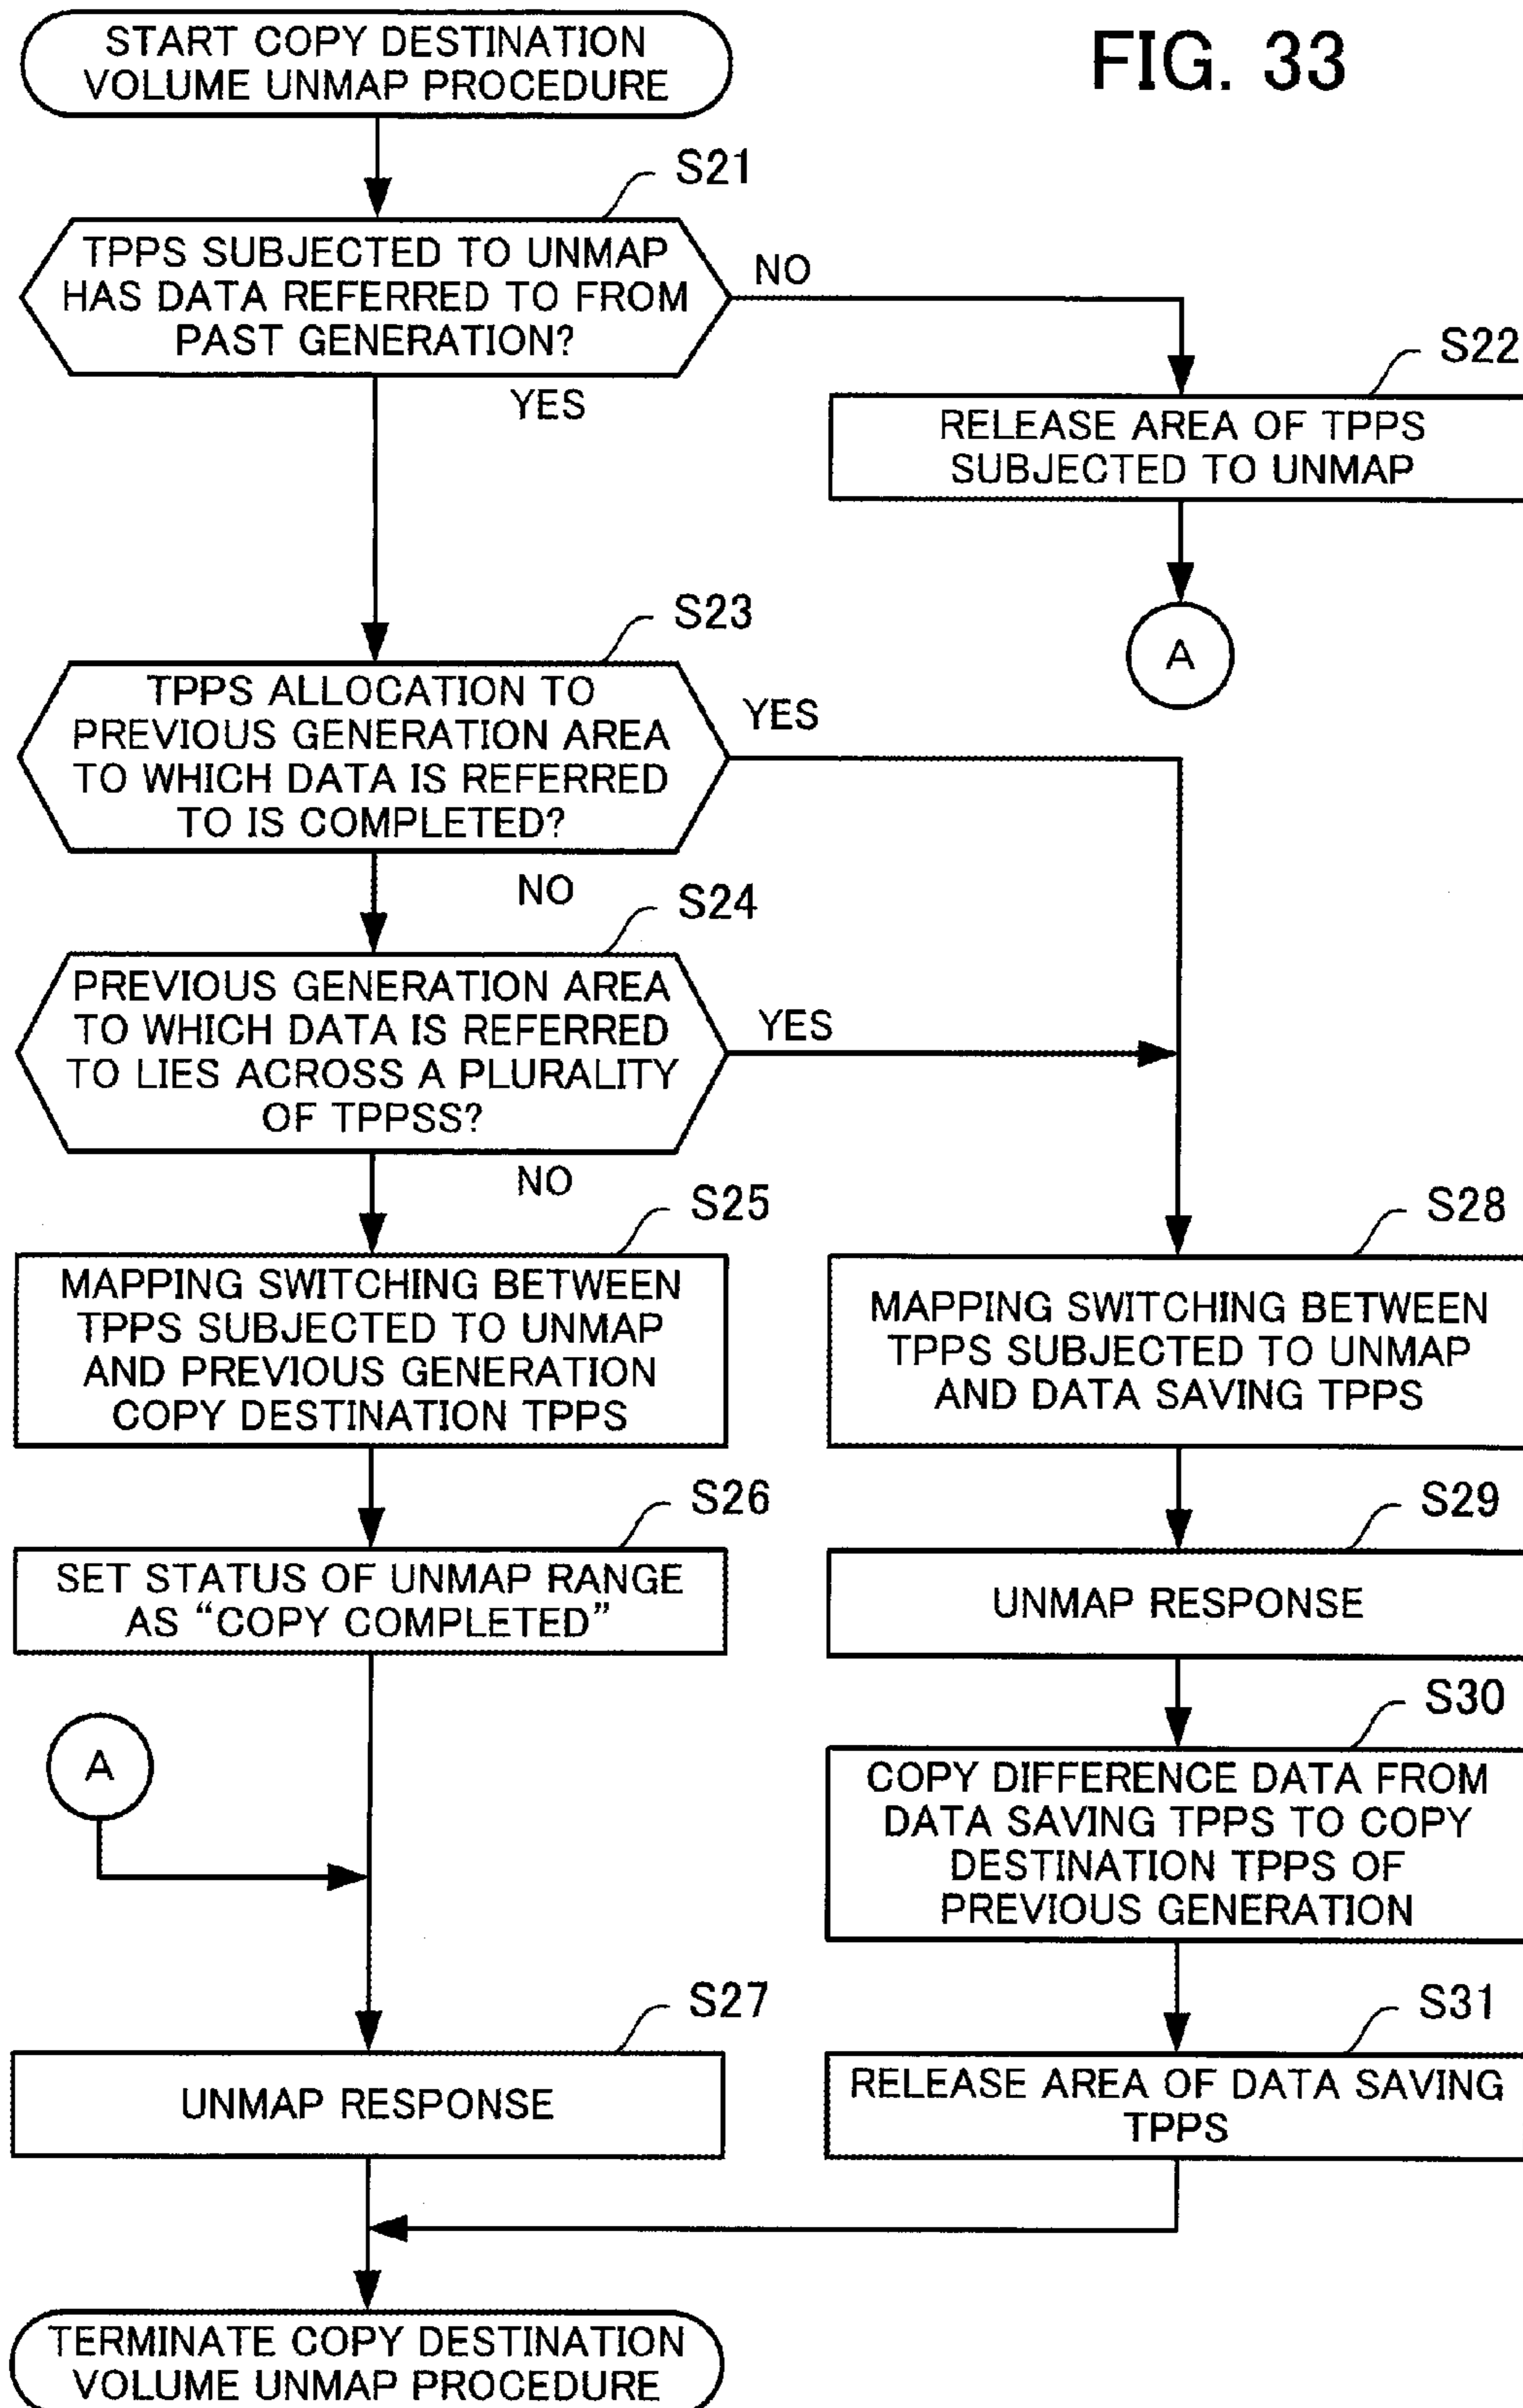 START COPY DESTINATION
VOLUME UNMAP PROCEDURE
FIG. 33
S21
TPPS SUBJECTED TO UNMAP
HAS DATA REFERRED TO FROM
PAST GENERATION?
NO
YES
S22
RELEASE AREA OF TPPS
SUBJECTED TO UNMAP
A
S23
TPPS ALLOCATION TO
PREVIOUS GENERATION AREA
TO WHICH DATA IS REFERRED
TO IS COMPLETED?
YES
NO
S24
PREVIOUS GENERATION AREA
TO WHICH DATA IS REFERRED
TO LIES ACROSS A PLURALITY
OF TPPSS?
YES
NO
S25
MAPPING SWITCHING BETWEEN
TPPS SUBJECTED TO UNMAP
AND PREVIOUS GENERATION
COPY DESTINATION TPPS
S26
SET STATUS OF UNMAP RANGE
AS “COPY COMPLETED”
A
S27
UNMAP RESPONSE
S28
MAPPING SWITCHING BETWEEN
TPPS SUBJECTED TO UNMAP
AND DATA SAVING TPPS
S29
UNMAP RESPONSE
S30
COPY DIFFERENCE DATA FROM
DATA SAVING TPPS TO COPY
DESTINATION TPPS OF
PREVIOUS GENERATION
S31
RELEASE AREA OF DATA SAVING
TPPS
TERMINATE COPY DESTINATION
VOLUME UNMAP PROCEDURE